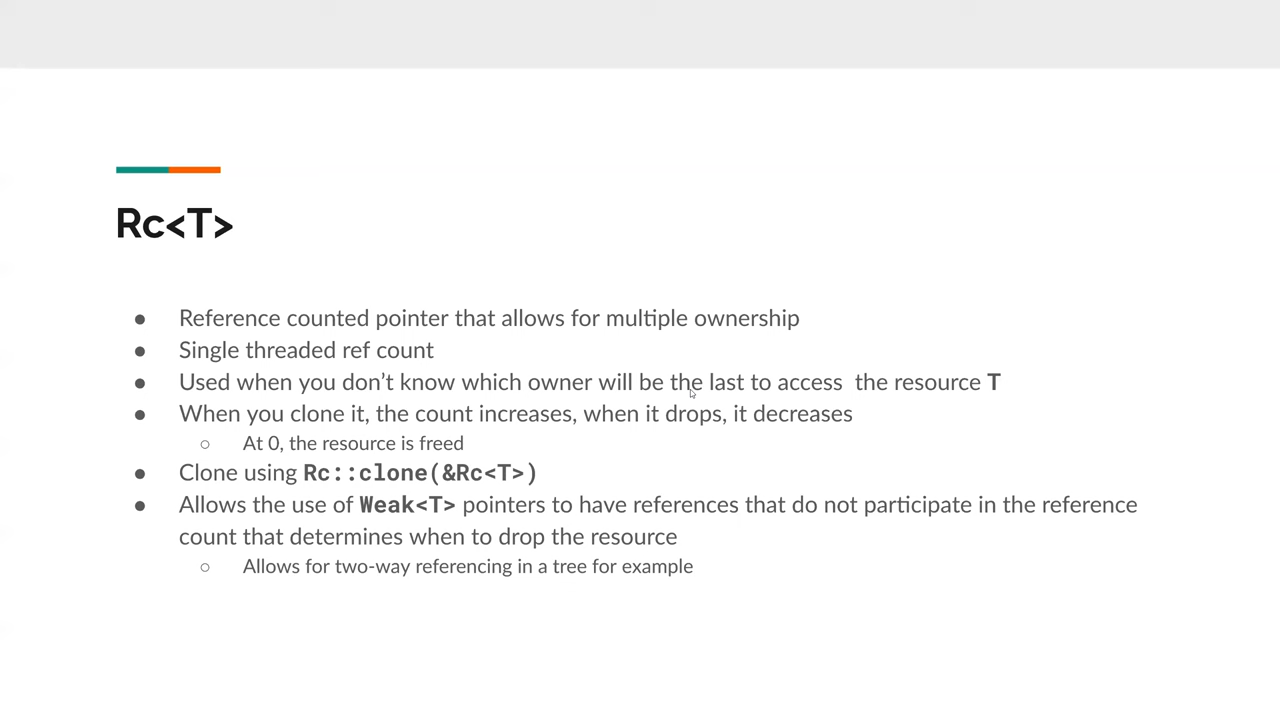 Rc<T>
● Reference counted pointer that allows for multiple ownership
● Single threaded ref count
● Used when you don’t know which owner will be the last to access  the resource T
● When you clone it, the count increases, when it drops, it decreases
○ At 0, the resource is freed
● Clone using Rc::clone(&Rc<T>)
● Allows the use of Weak<T> pointers to have references that do not participate in the reference
count that determines when to drop the resource
○ Allows for two-way referencing in a tree for example